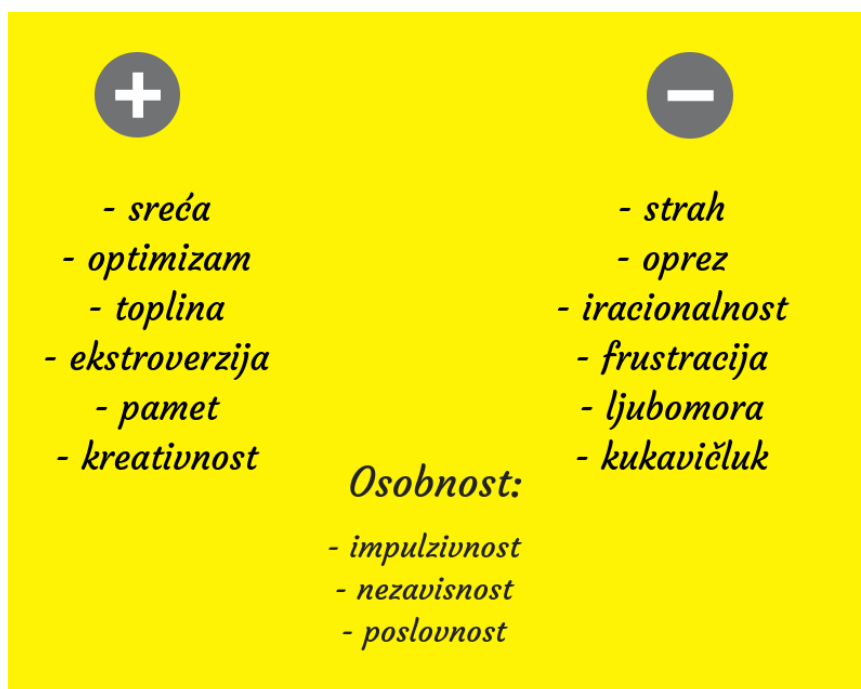 - sreća
- optimizam
- toplina
- ekstroverzija
- pamet
- kreativnost
- strah
- oprez
- iracionalnost
- frustracija
- ljubomora
- kukavičluk
Osobnost:
- impulzivnost
- nezavisnost
- poslovnost